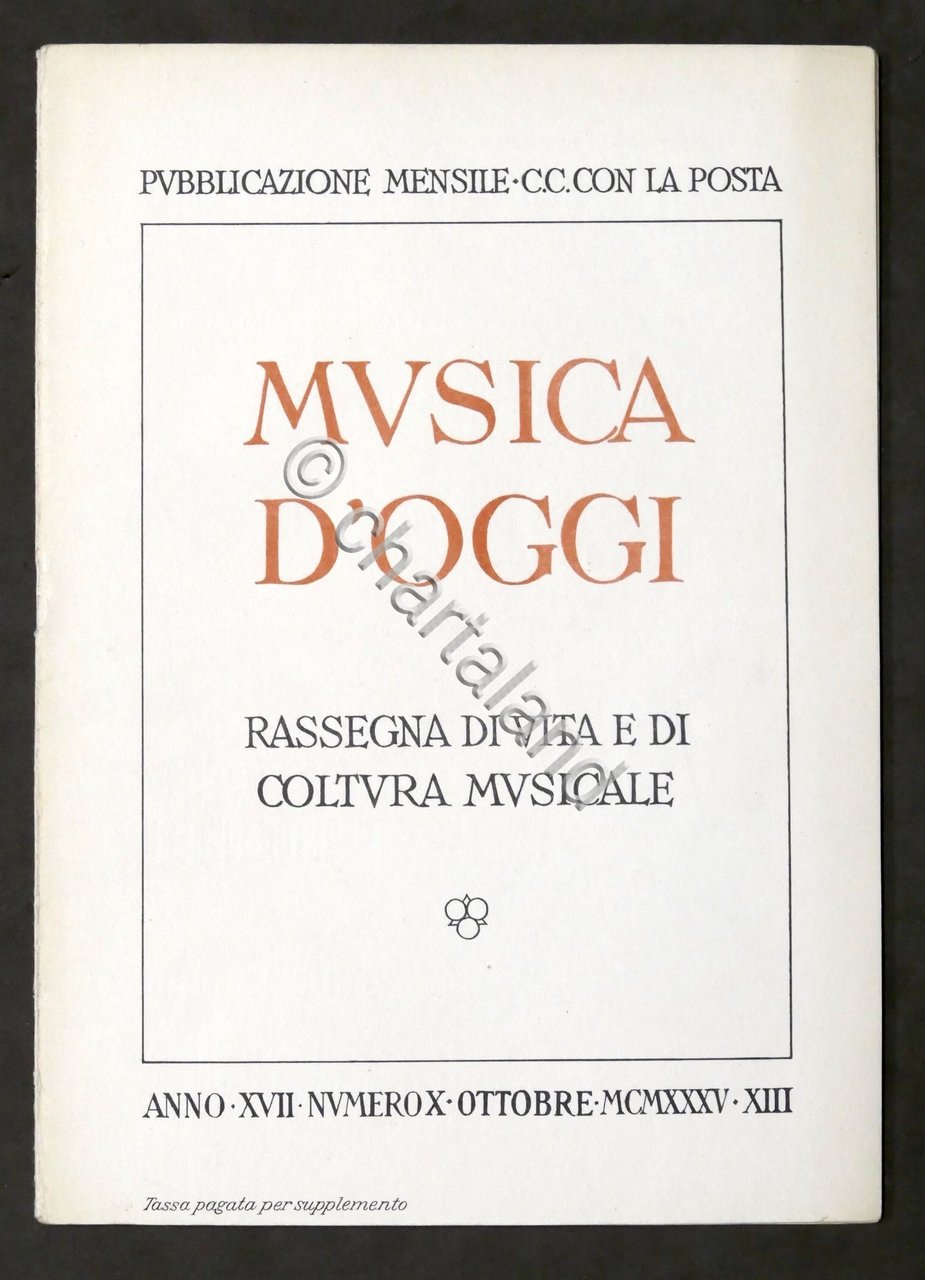 PVBBLICAZIONE MENSILE·C.C.CON LA POSTA
MVSICA
D'OGGI
© chartaland
RASSEGNA DI VITA E DI
COLTVRA MVSICALE
ANNO·XVII·NVMERO X·OTTOBRE·MCMXXXV·XIII
Tassa pagata per supplemento